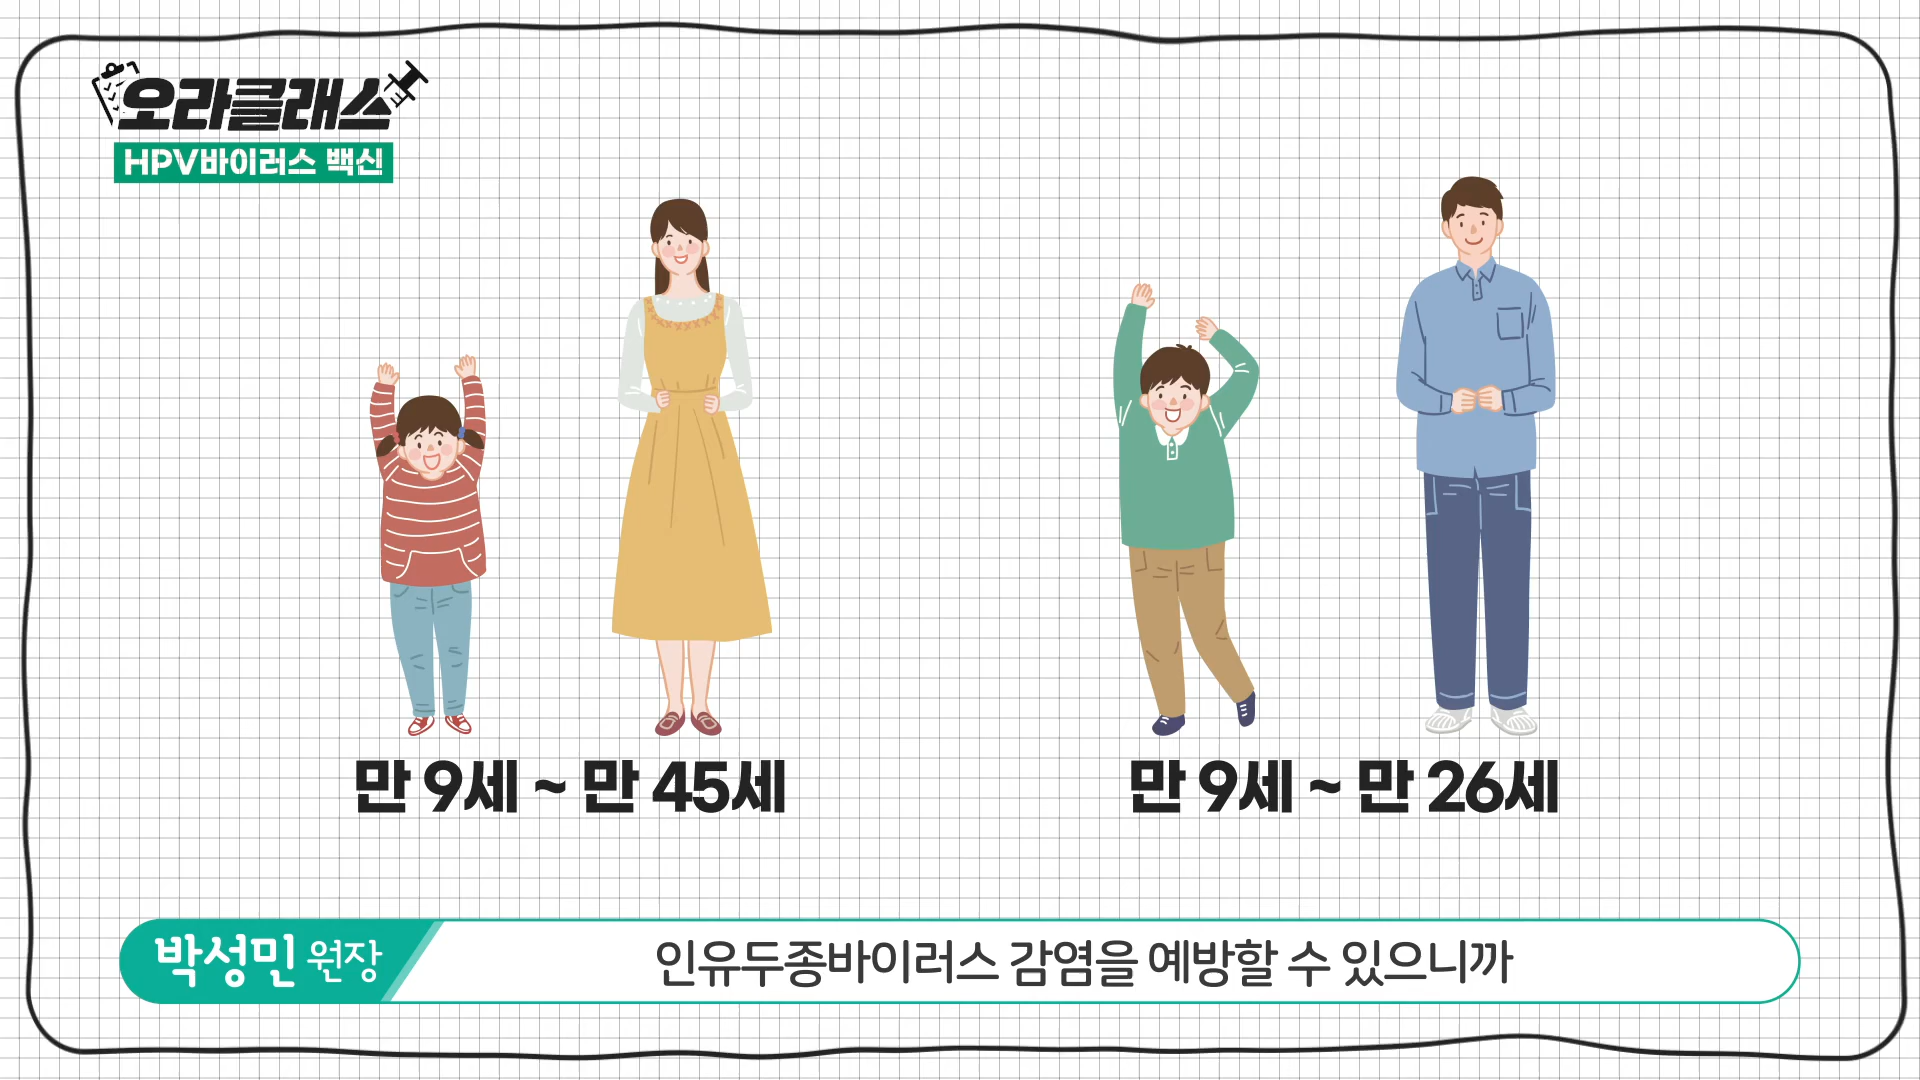 오라클래스
HPV바이러스 백신
만 9세 ~ 만 45세
만 9세 ~ 만 26세
박성민 원장
인유두종바이러스 감염을 예방할 수 있으니까